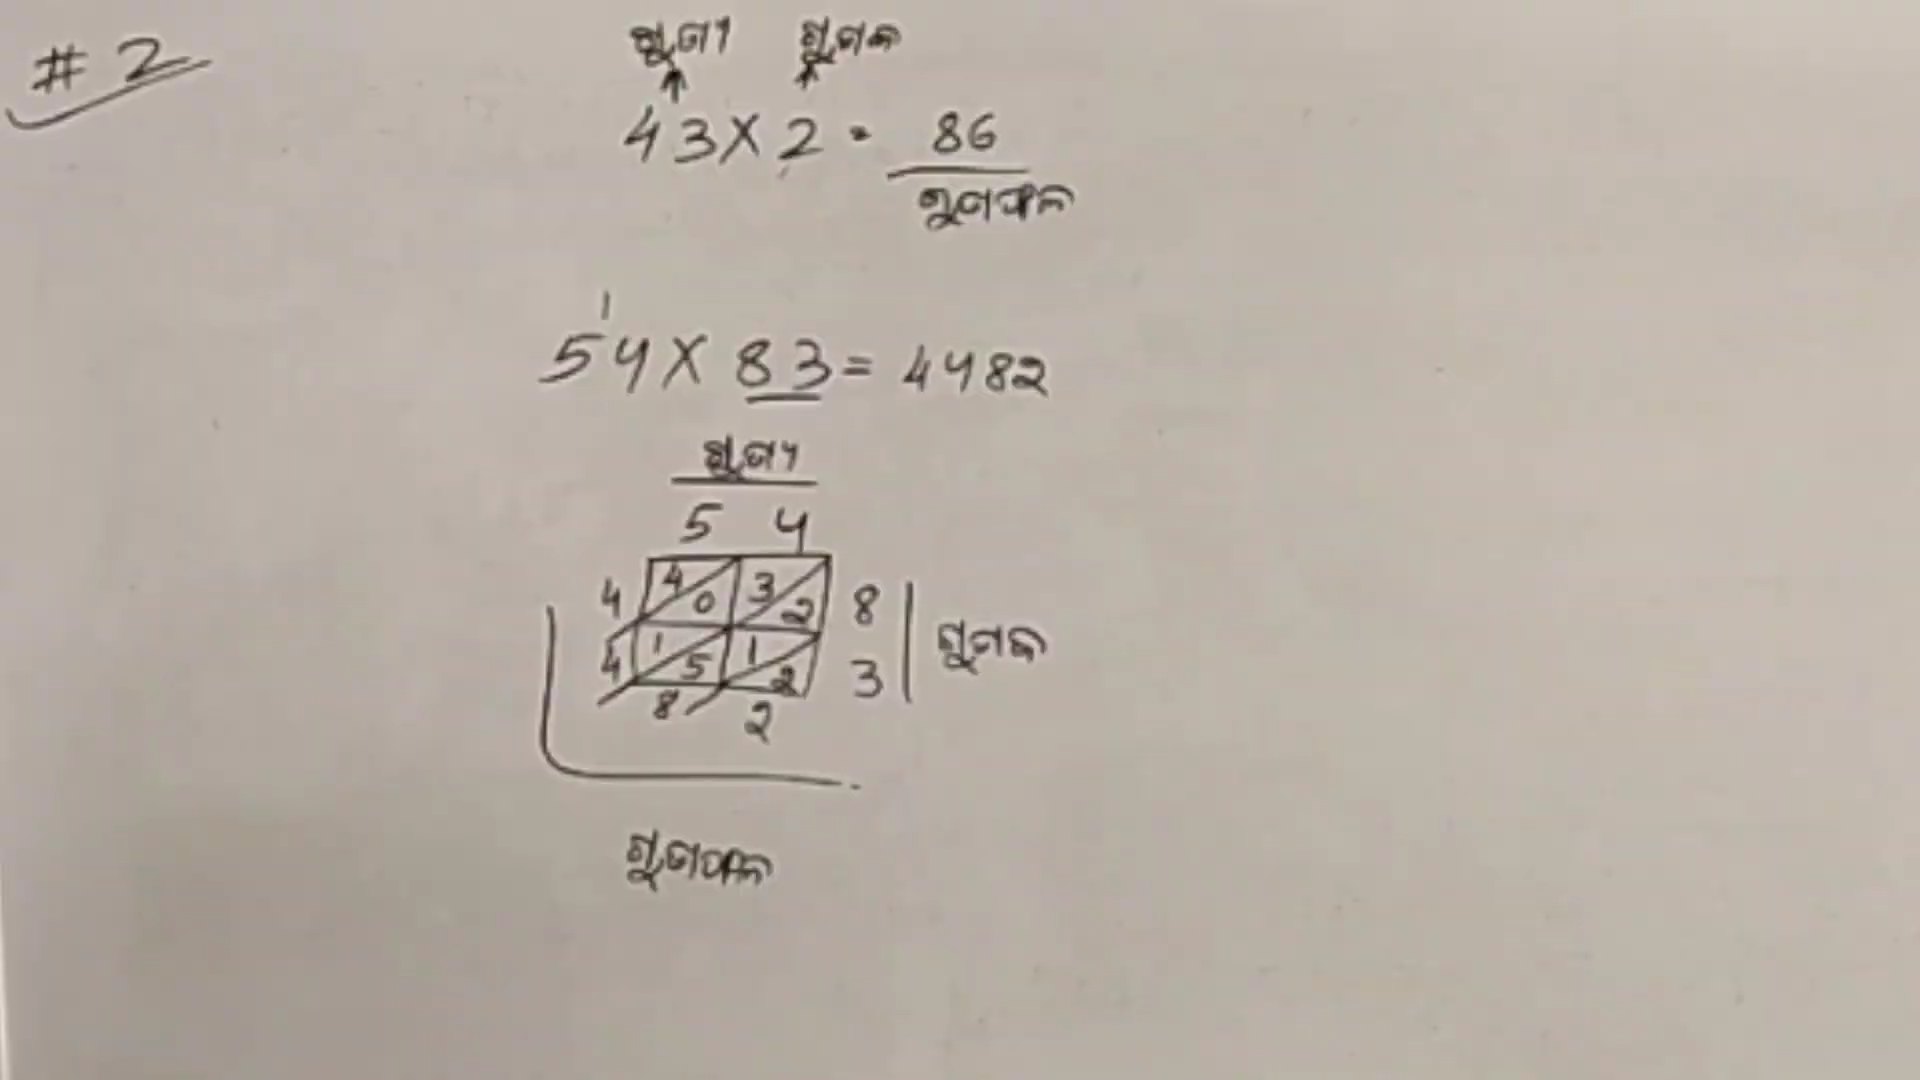 # 2
ଗୁଣ୍ୟ ଗୁଣକ
43 X 2 = 86
ଗୁଣଫଳ
1
54 X 83 = 4482
ଗୁଣ୍ୟ
5 4
4 4 0 3 2 8
4 1 5 1 2 3 ଗୁଣକ
8 2
ଗୁଣଫଳ